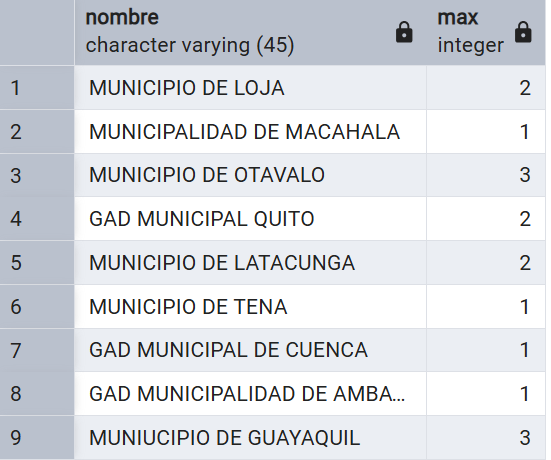 nombre max
character varying (45) integer
1 MUNICIPIO DE LOJA 2
2 MUNICIPALIDAD DE MACAHALA 1
3 MUNICIPIO DE OTAVALO 3
4 GAD MUNICIPAL QUITO 2
5 MUNICIPIO DE LATACUNGA 2
6 MUNICIPIO DE TENA 1
7 GAD MUNICIPAL DE CUENCA 1
8 GAD MUNICIPALIDAD DE AMBA... 1
9 MUNIUCIPIO DE GUAYAQUIL 3